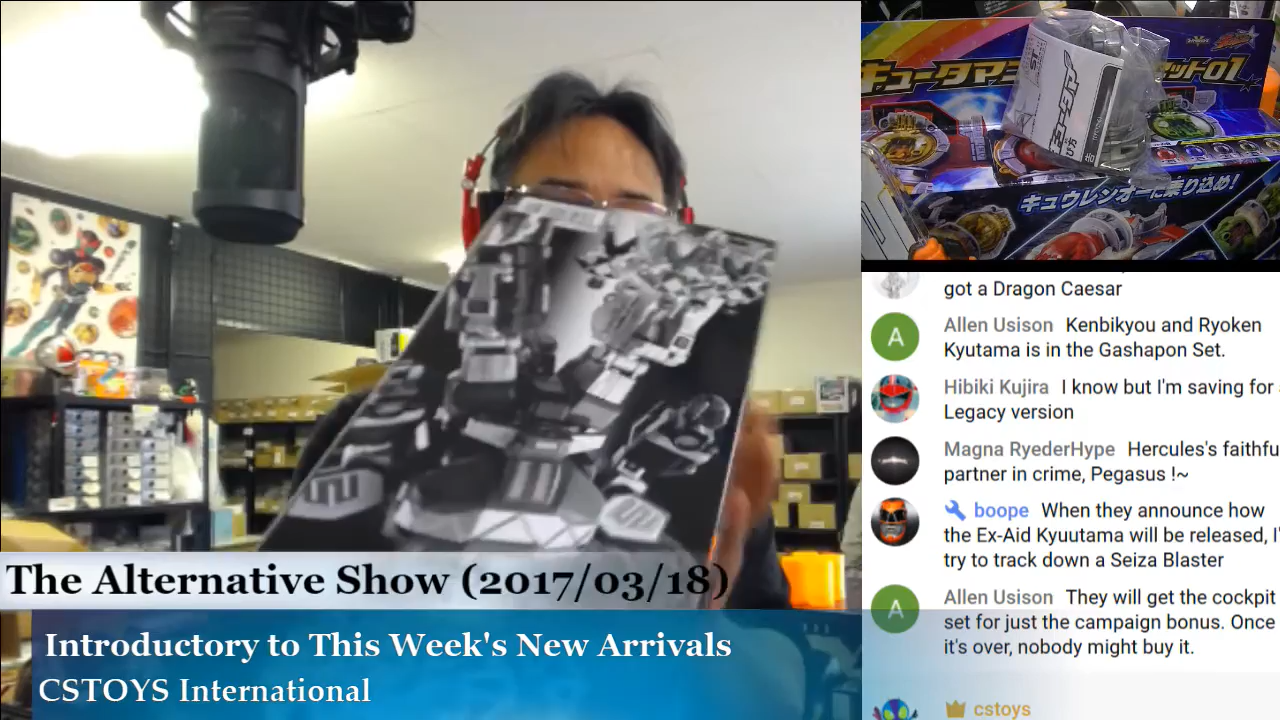 キュータマ
ット01
キュウレンオーに乗り込め!
got a Dragon Caesar
A
Allen Usison Kenbikyou and Ryoken
Kyutama is in the Gashapon Set.
Hibiki Kujira I know but I'm saving for
Legacy version
Magna RyederHype Hercules's faithfu
partner in crime, Pegasus !~
boope When they announce how
the Ex-Aid Kyuutama will be released, I'
try to track down a Seiza Blaster
A
Allen Usison They will get the cockpit
set for just the campaign bonus. Once
it's over, nobody might buy it.
cstoys
The Alternative Show (2017/03/18)
Introductory to This Week's New Arrivals
CSTOYS International